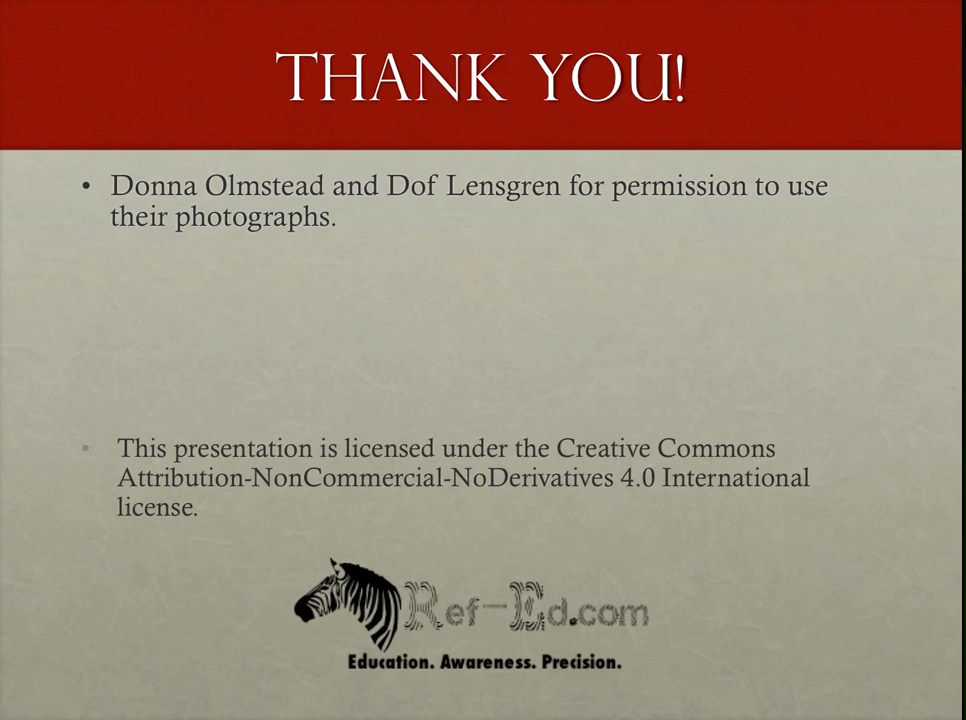 THANK YOU!
• Donna Olmstead and Dof Lensgren for permission to use
their photographs.
• This presentation is licensed under the Creative Commons
Attribution-NonCommercial-NoDerivatives 4.0 International
license.
Ref-Ed.com
Education. Awareness. Precision.